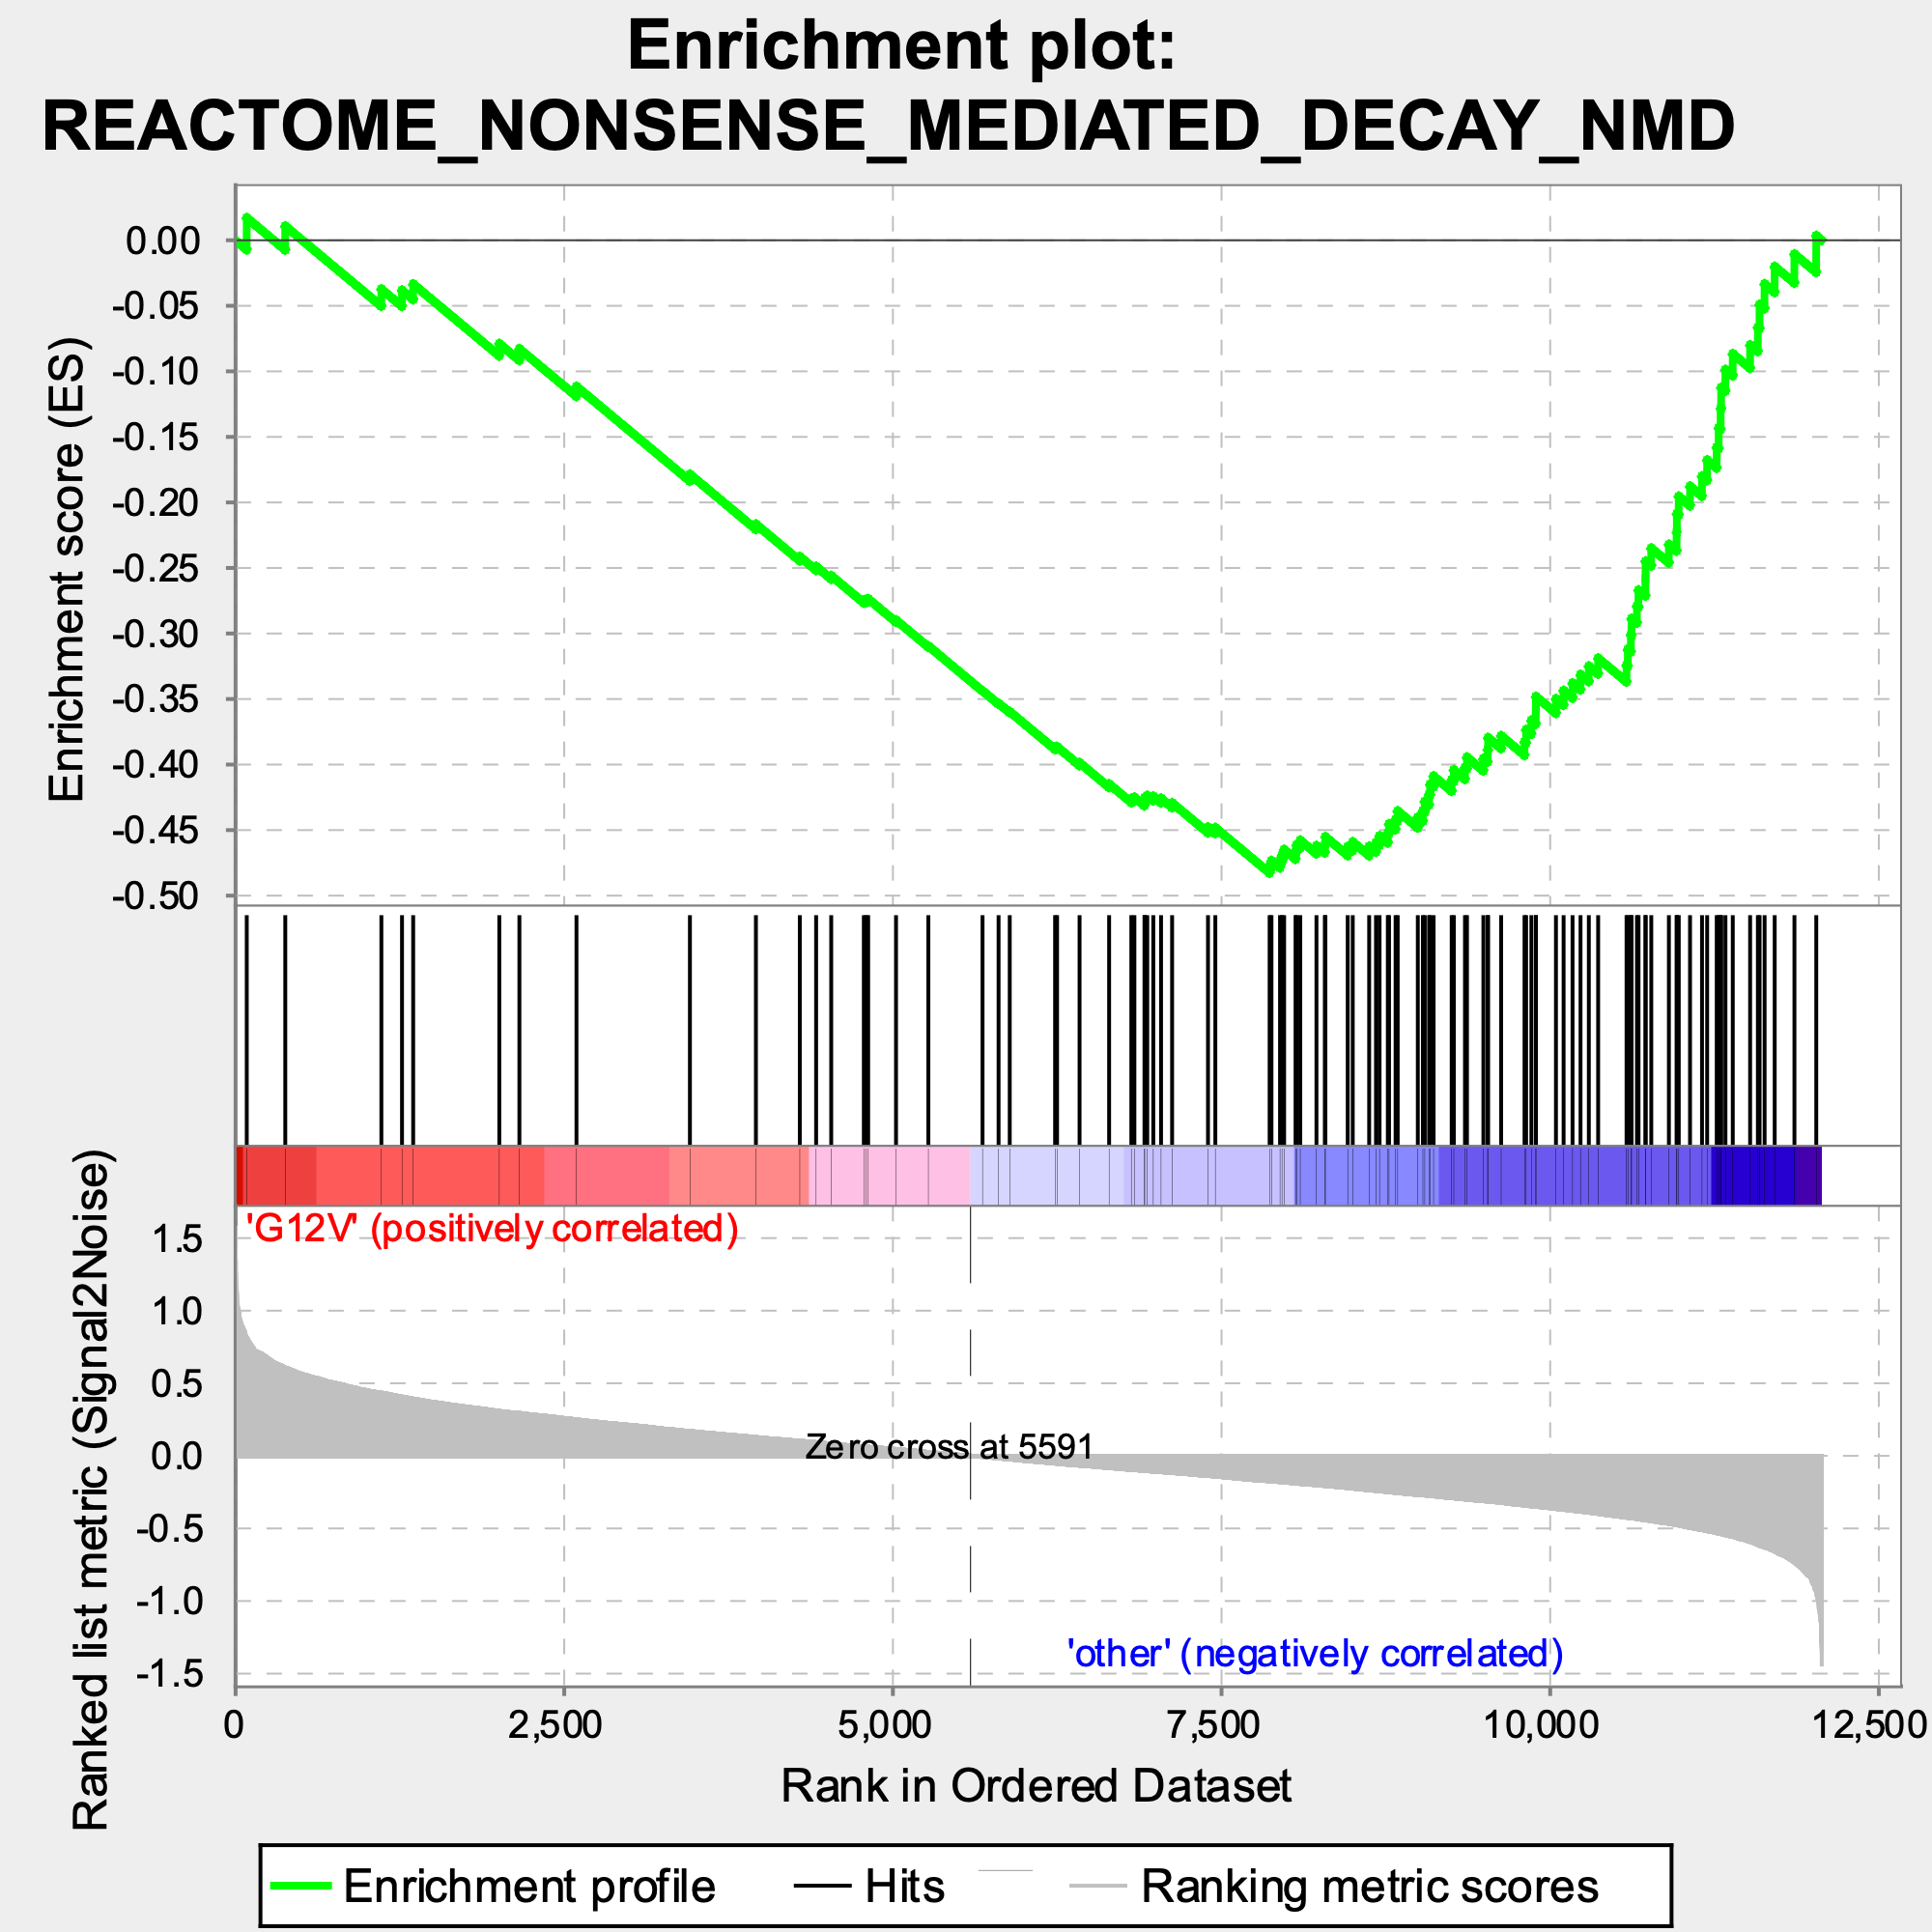 Enrichment plot:
REACTOME_NONSENSE_MEDIATED_DECAY_NMD
Enrichment score (ES)
0.00
-0.05
-0.10
-0.15
-0.20
-0.25
-0.30
-0.35
-0.40
-0.45
-0.50
Ranked list metric (Signal2Noise)
'G12V' (positively correlated)
1.5
1.0
0.5
0.0
-0.5
-1.0
-1.5
Zero cross at 5591
'other' (negatively correlated)
0 2,500 5,000 7,500 10,000 12,500
Rank in Ordered Dataset
Enrichment profile Hits Ranking metric scores